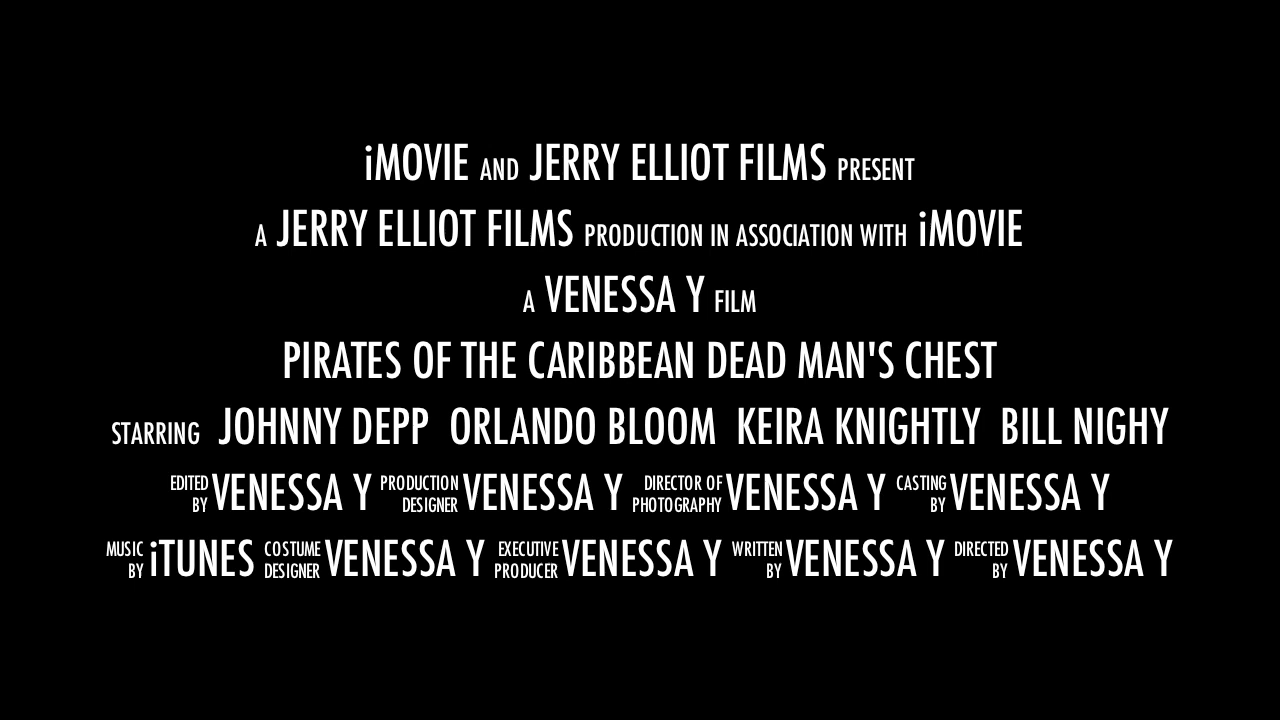 iMOVIE AND JERRY ELLIOT FILMS PRESENT
A JERRY ELLIOT FILMS PRODUCTION IN ASSOCIATION WITH iMOVIE
A VENESSA Y FILM
PIRATES OF THE CARIBBEAN DEAD MAN'S CHEST
STARRING JOHNNY DEPP ORLANDO BLOOM KEIRA KNIGHTLY BILL NIGHY
EDITED BY VENESSA Y PRODUCTION DESIGNER VENESSA Y DIRECTOR OF PHOTOGRAPHY VENESSA Y CASTING BY VENESSA Y
MUSIC BY iTUNES COSTUME DESIGNER VENESSA Y EXECUTIVE PRODUCER VENESSA Y WRITTEN BY VENESSA Y DIRECTED BY VENESSA Y